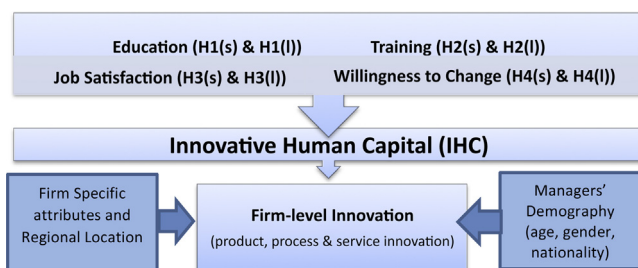 Education (H1(s) & H1(l)) Training (H2(s) & H2(l))
Job Satisfaction (H3(s) & H3(l)) Willingness to Change (H4(s) & H4(l))
Innovative Human Capital (IHC)
Firm Specific
attributes and
Regional Location
Firm-level Innovation
(product, process & service innovation)
Managers'
Demography
(age, gender,
nationality)